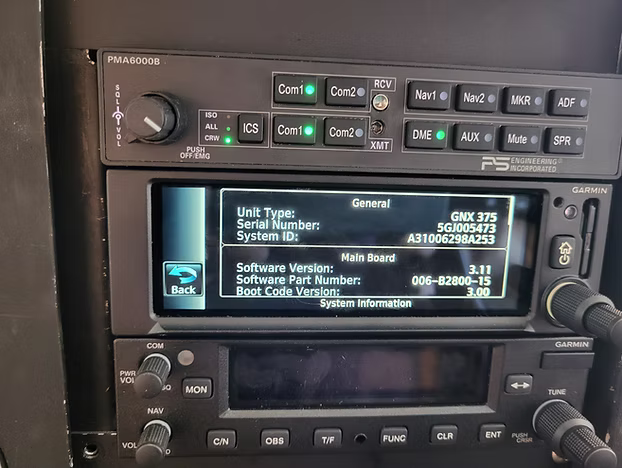 PMA6000B
SQL
VOL
ISO
ALL
CRW
ICS
PUSH
OFF/EMG
Com1 Com2 RCV
Com1 Com2 XMT
Nav1 Nav2 MKR ADF
DME AUX Mute SPR
PS ENGINEERING
INCORPORATED
GARMIN
General
Unit Type: GNX 375
Serial Number: 5GJ005473
System ID: A31006298A253
Main Board
Software Version: 3.11
Software Part Number: 006-B2800-15
Boot Code Version: 3.00
Back
System Information
GARMIN
COM
PWR
VOL
MON
NAV
VOL
C/N OBS T/F FUNC CLR ENT
TUNE
PUSH
CRSR